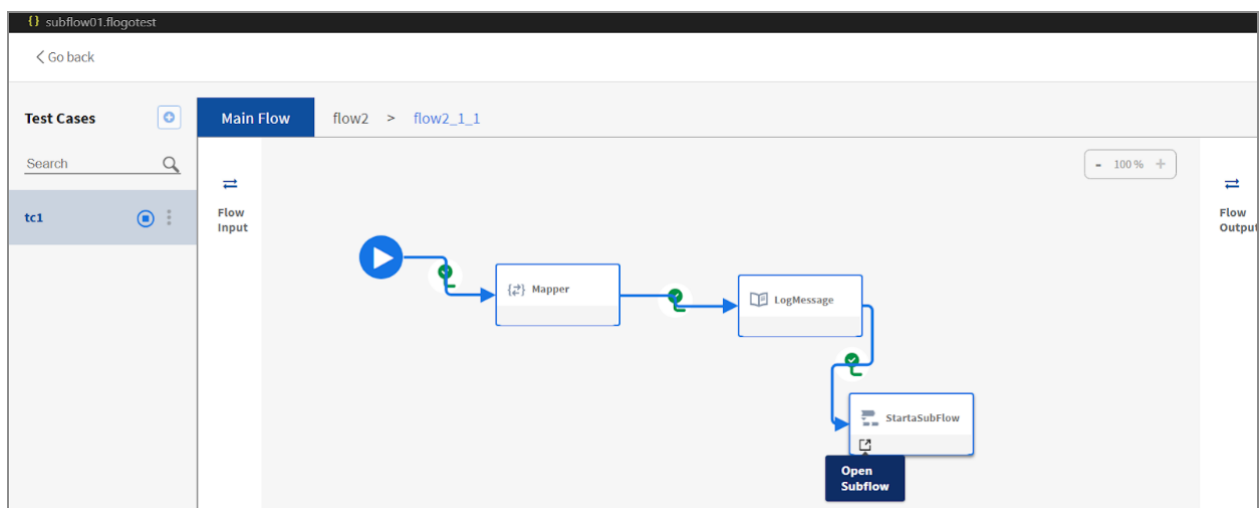 {} subflow01.flogotest
< Go back
Test Cases
Main Flow
flow2 > flow2_1_1
Search
- 100 % +
tc1
Flow
Input
Flow
Output
Mapper
LogMessage
StartaSubFlow
Open
Subflow